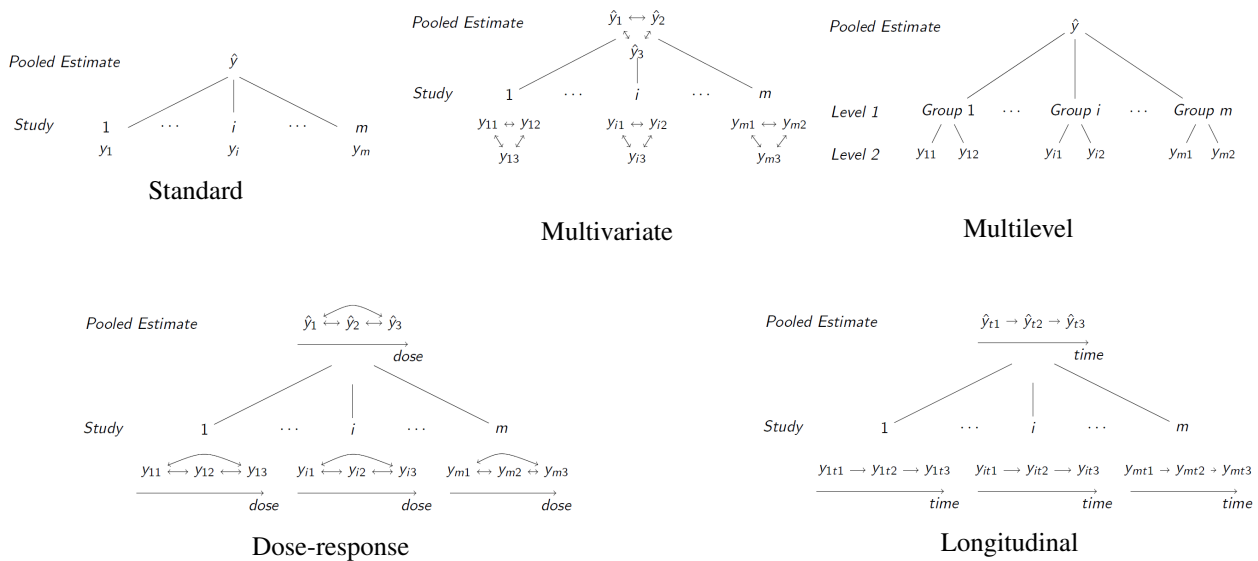 Pooled Estimate ŷ
Study 1 ··· i ··· m
y₁ yᵢ yₘ
Standard
Pooled Estimate ŷ₁ ↔ ŷ₂
ŷ₃
Study 1 ··· i ··· m
y₁₁ ↔ y₁₂ yᵢ₁ ↔ yᵢ₂ yₘ₁ ↔ yₘ₂
y₁₃ yᵢ₃ yₘ₃
Multivariate
Pooled Estimate ŷ
Level 1 Group 1 ··· Group i ··· Group m
Level 2 y₁₁ y₁₂ yᵢ₁ yᵢ₂ yₘ₁ yₘ₂
Multilevel
Pooled Estimate ŷ₁ ↔ ŷ₂ ↔ ŷ₃
dose
Study 1 ··· i ··· m
y₁₁ ↔ y₁₂ ↔ y₁₃ yᵢ₁ ↔ yᵢ₂ ↔ yᵢ₃ yₘ₁ ↔ yₘ₂ ↔ yₘ₃
dose dose dose
Dose-response
Pooled Estimate ŷₜ₁ → ŷₜ₂ → ŷₜ₃
time
Study 1 ··· i ··· m
y₁ₜ₁ → y₁ₜ₂ → y₁ₜ₃ yᵢₜ₁ → yᵢₜ₂ → yᵢₜ₃ yₘₜ₁ → yₘₜ₂ → yₘₜ₃
time time time
Longitudinal